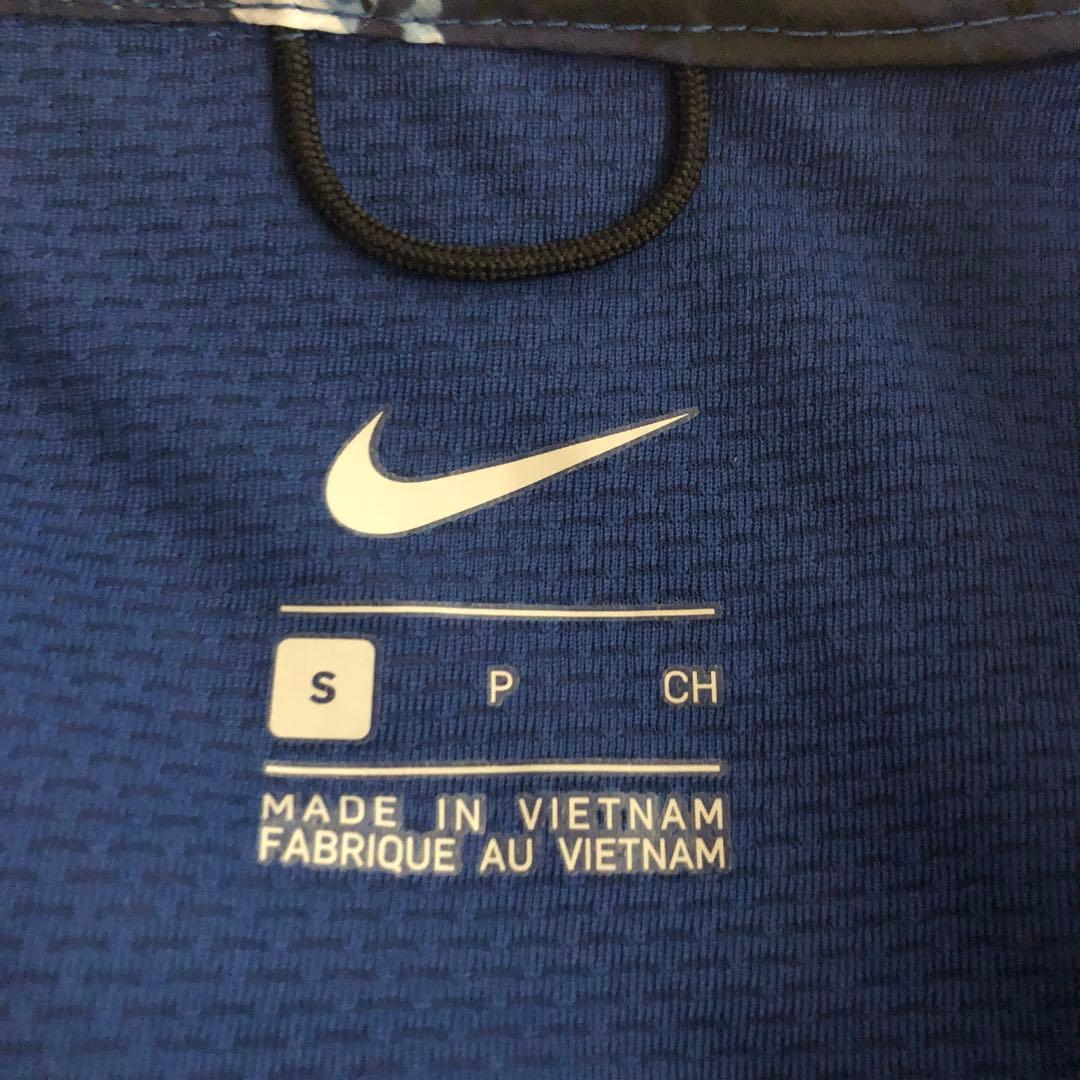 S P CH
MADE IN VIETNAM
FABRIQUE AU VIETNAM